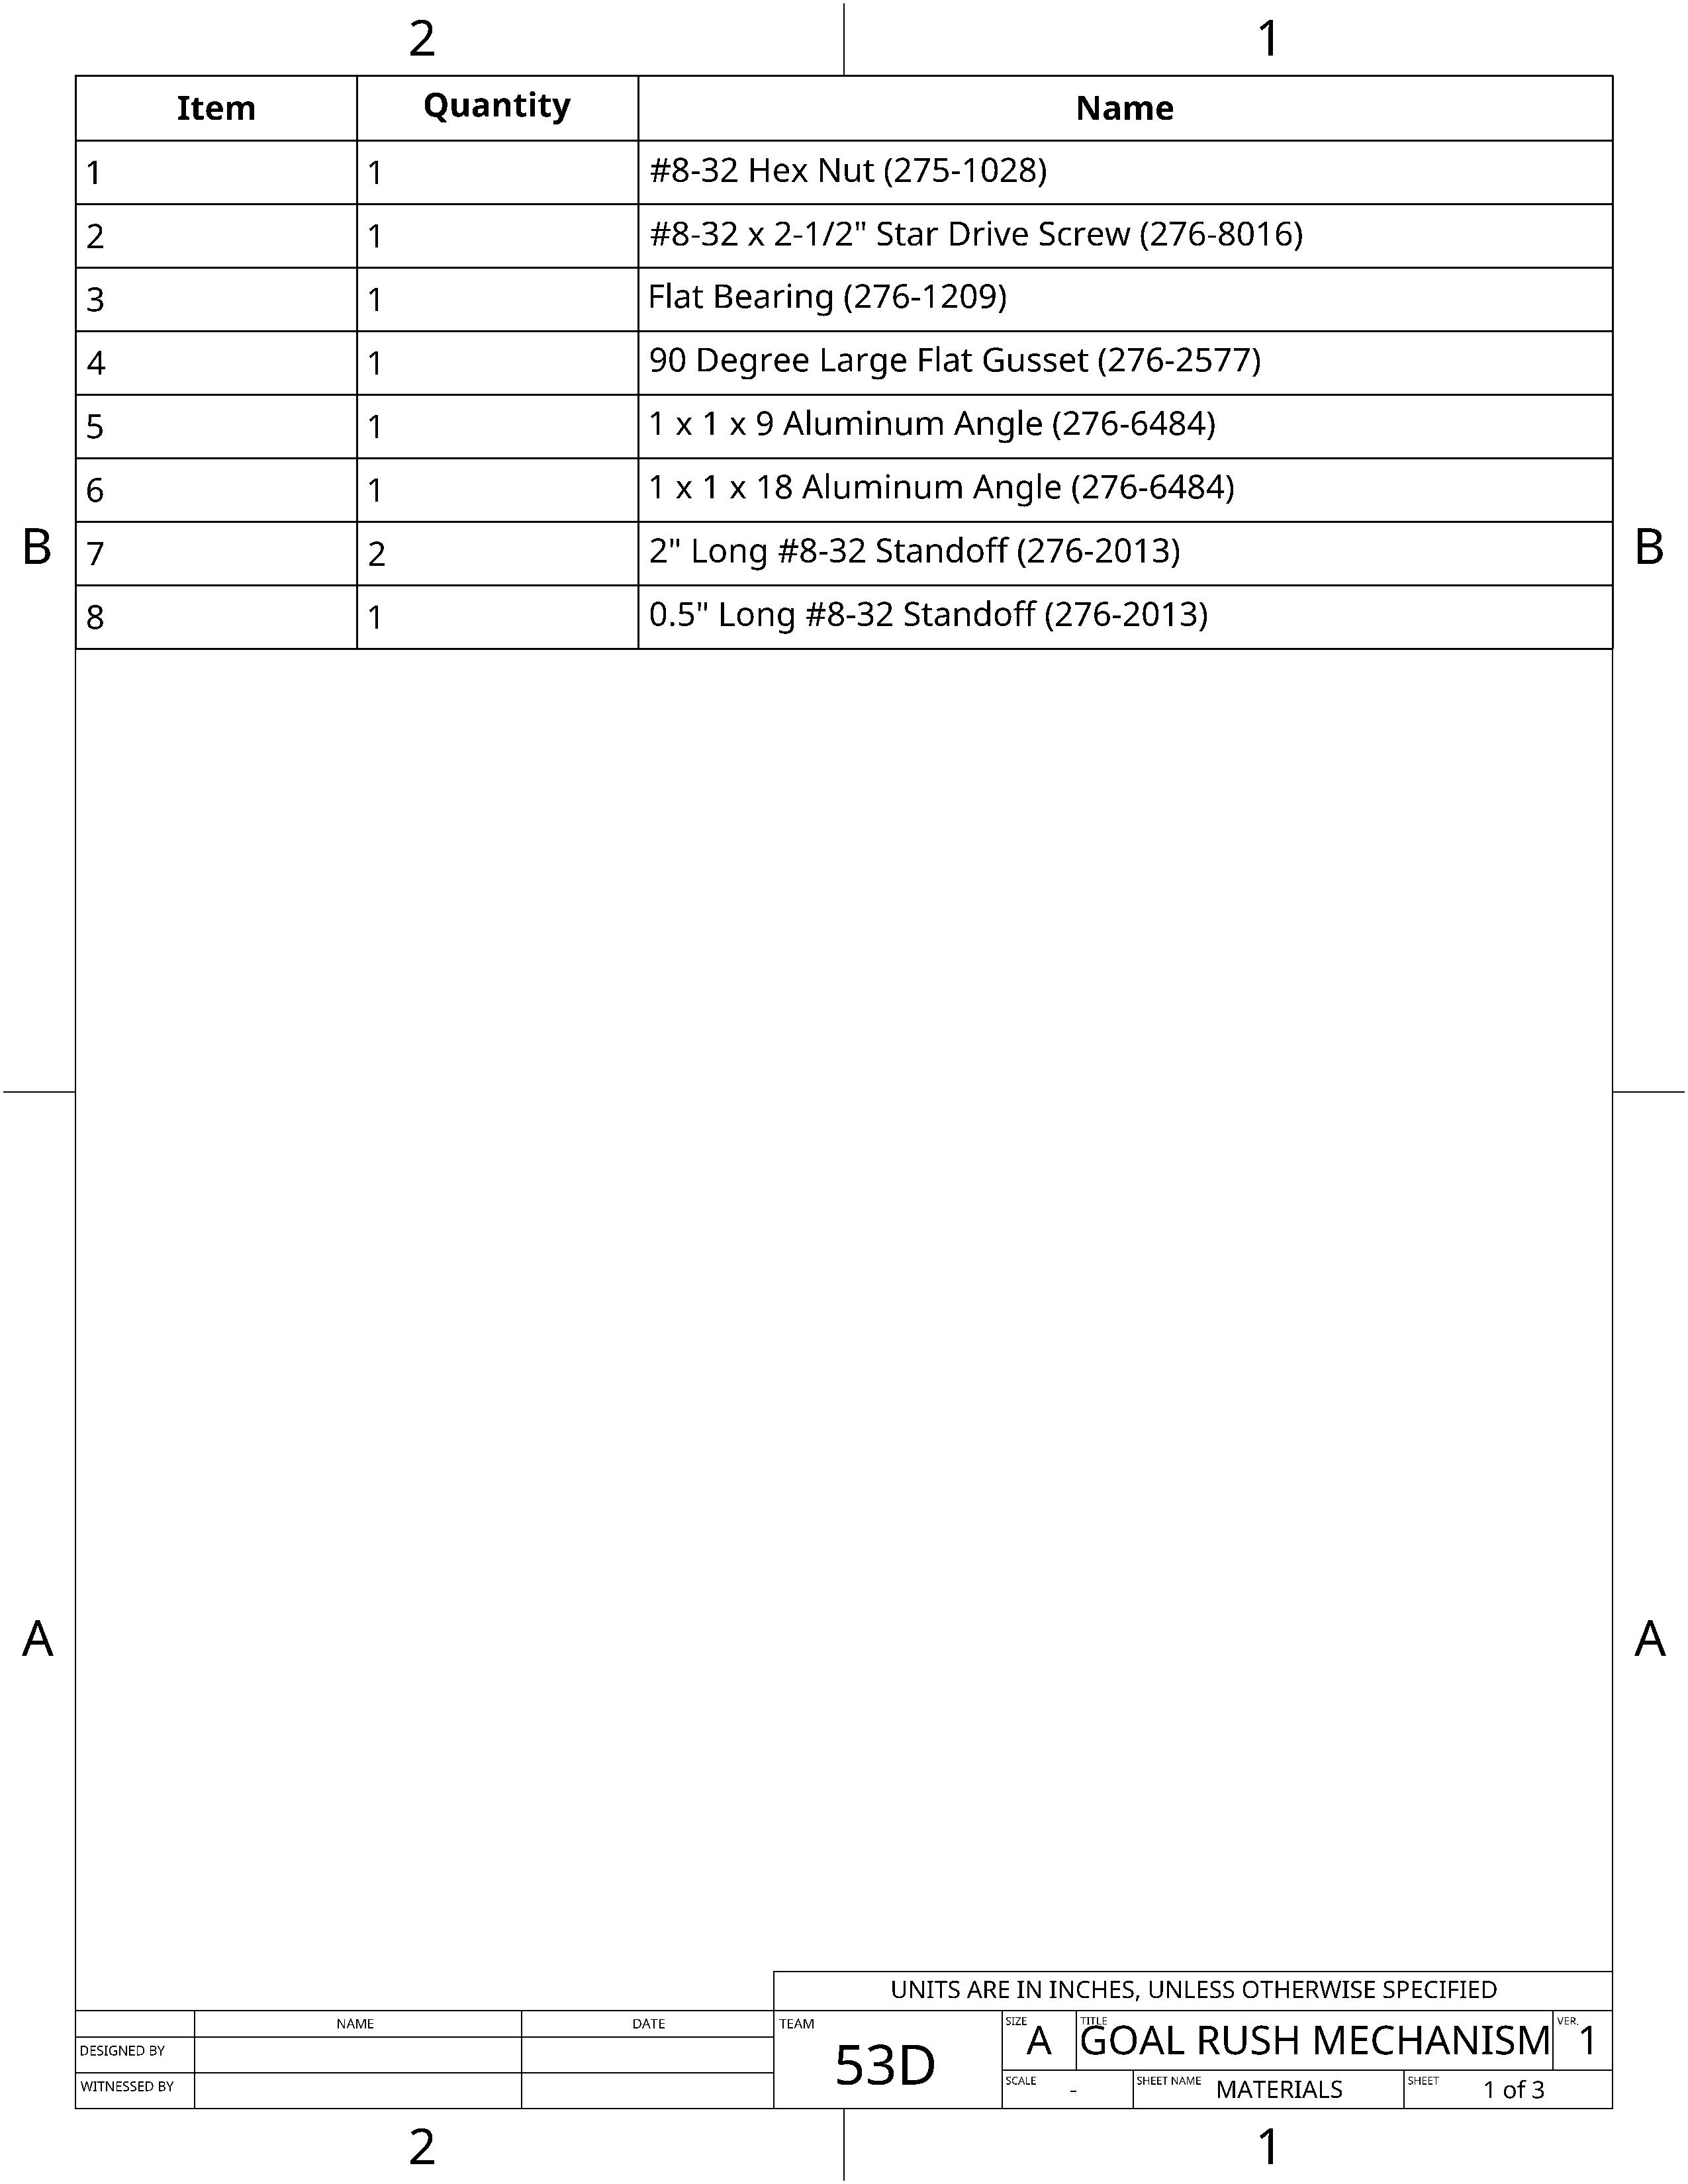 2 1
Item Quantity Name
1 1 #8-32 Hex Nut (275-1028)
2 1 #8-32 x 2-1/2" Star Drive Screw (276-8016)
3 1 Flat Bearing (276-1209)
4 1 90 Degree Large Flat Gusset (276-2577)
5 1 1 x 1 x 9 Aluminum Angle (276-6484)
6 1 1 x 1 x 18 Aluminum Angle (276-6484)
B B
7 2 2" Long #8-32 Standoff (276-2013)
8 1 0.5" Long #8-32 Standoff (276-2013)
A A
UNITS ARE IN INCHES, UNLESS OTHERWISE SPECIFIED
NAME DATE TEAM SIZE A TITLE GOAL RUSH MECHANISM VER. 1
DESIGNED BY 53D
WITNESSED BY SCALE - SHEET NAME MATERIALS SHEET 1 of 3
2 1